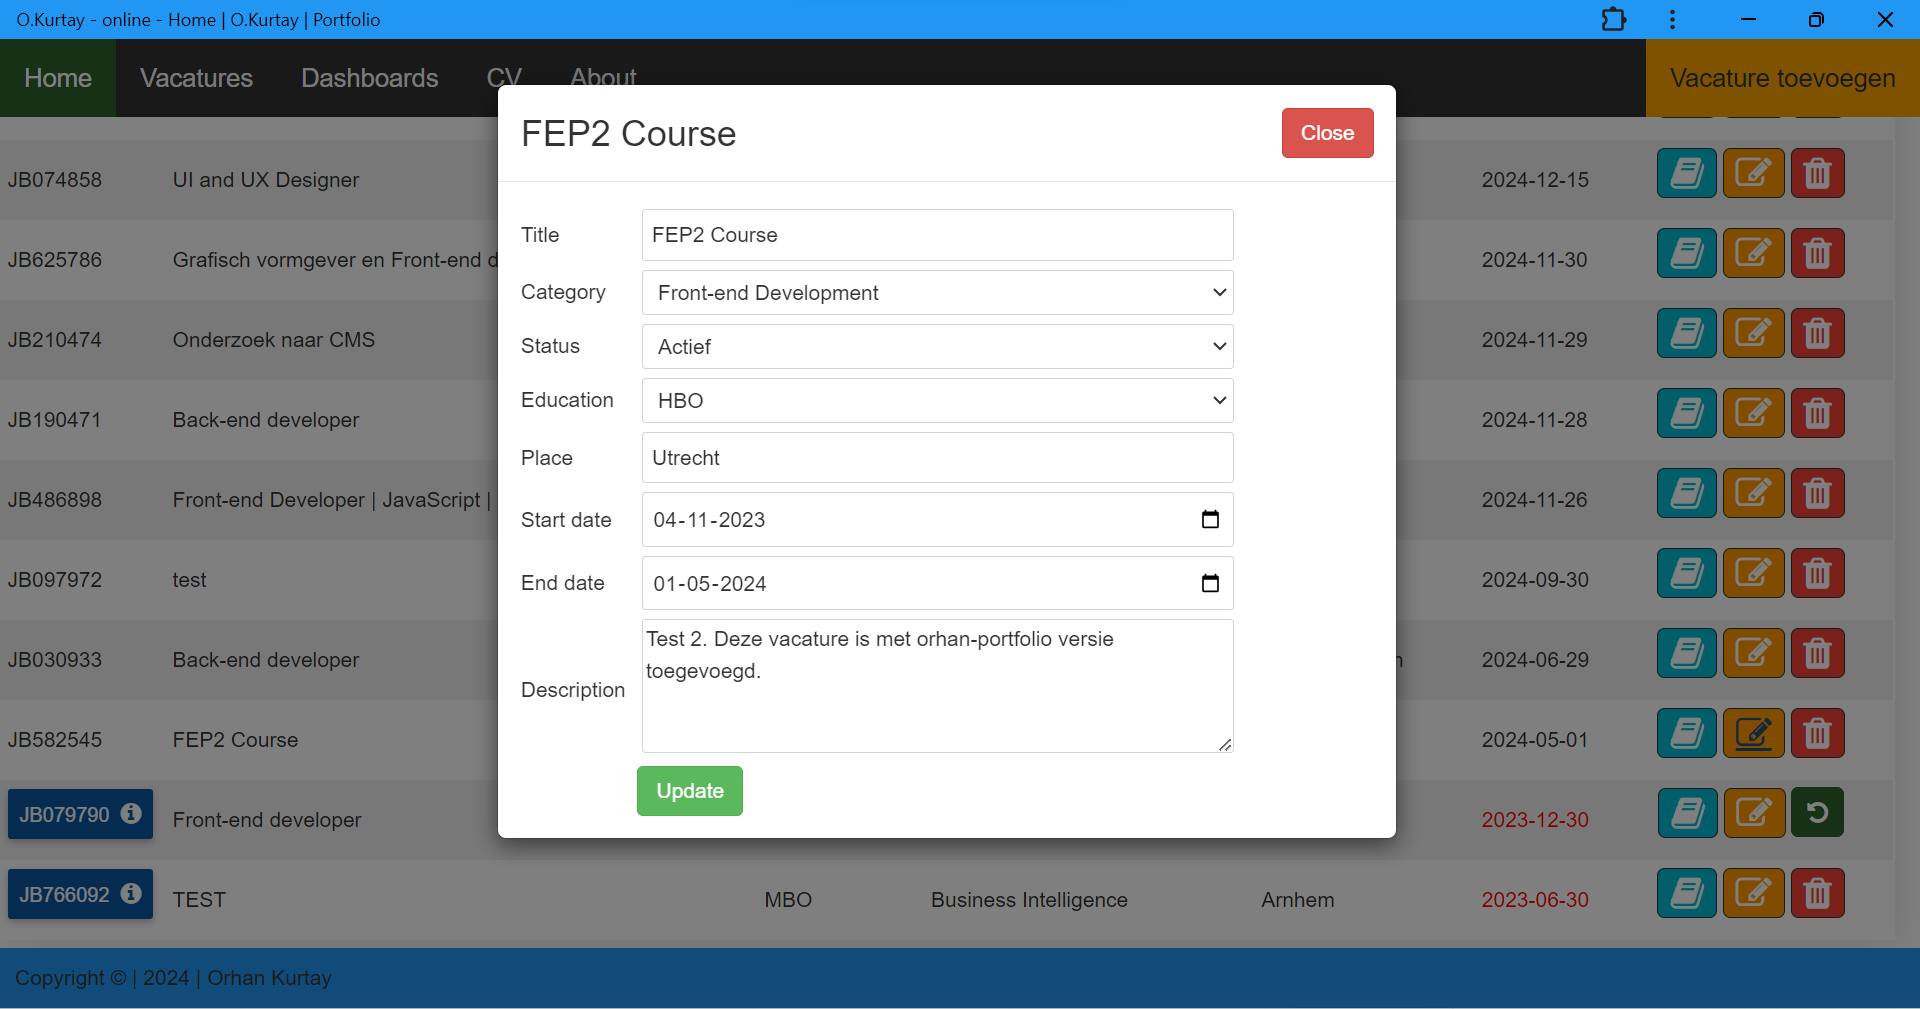 O.Kurtay - online - Home | O.Kurtay | Portfolio
Home Vacatures Dashboards CV About Vacature toevoegen
FEP2 Course Close
JB074858 UI and UX Designer 2024-12-15
Title FEP2 Course
JB625786 Grafisch vormgever en Front-end d 2024-11-30
Category Front-end Development
JB210474 Onderzoek naar CMS 2024-11-29
Status Actief
Education HBO
JB190471 Back-end developer 2024-11-28
Place Utrecht
JB486898 Front-end Developer | JavaScript | 2024-11-26
Start date 04-11-2023
JB097972 test 2024-09-30
End date 01-05-2024
Test 2. Deze vacature is met orhan-portfolio versie
toegevoegd.
JB030933 Back-end developer n 2024-06-29
Description
JB582545 FEP2 Course 2024-05-01
Update
JB079790 Front-end developer 2023-12-30
JB766092 TEST MBO Business Intelligence Arnhem 2023-06-30
Copyright © | 2024 | Orhan Kurtay